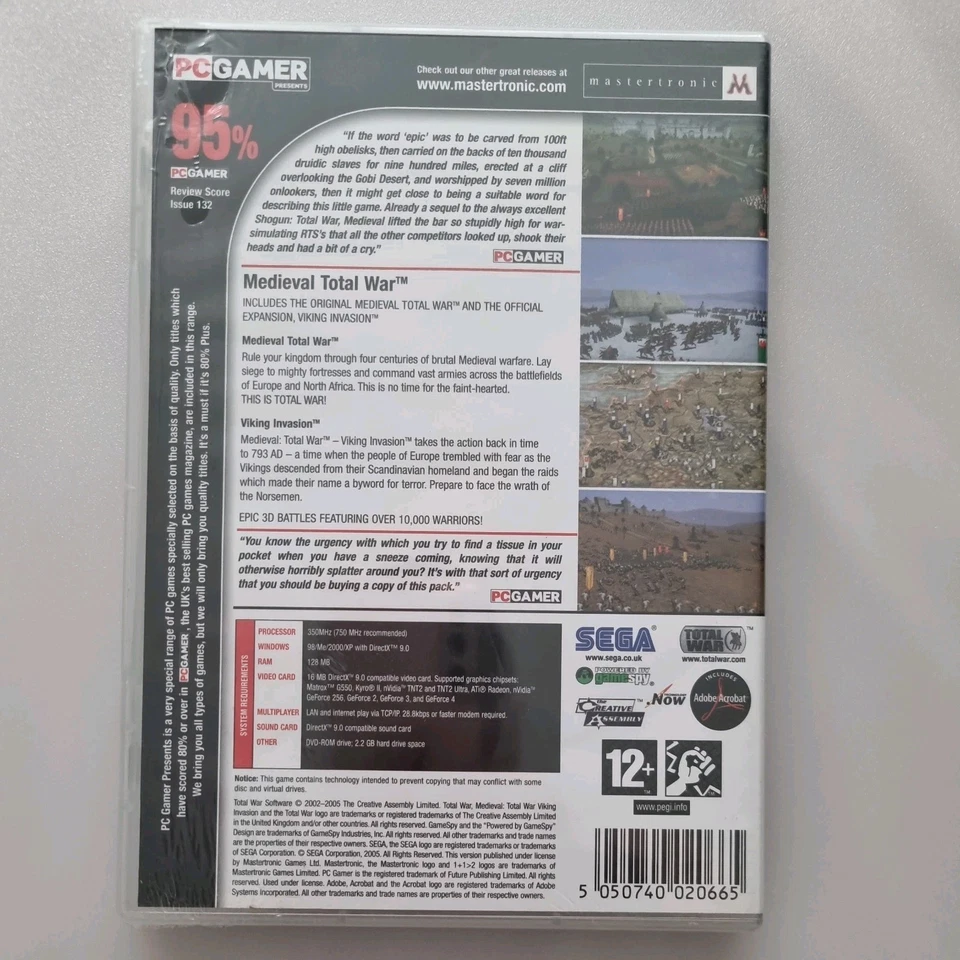 PCGAMER
PRESENTS
Check out our other great releases at
www.mastertronic.com
mastertronic
95%
PCGAMER
Review Score
Issue 132
"If the word 'epic' was to be carved from 100ft
high obelisks, then carried on the backs of ten thousand
druidic slaves for nine hundred miles, erected at a cliff
overlooking the Gobi Desert, and worshipped by seven million
onlookers, then it might get close to being a suitable word for
describing this little game. Already a sequel to the always excellent
Shogun: Total War, Medieval lifted the bar so stupidly high for war-
simulating RTS's that all the other competitors looked up, shook their
heads and had a bit of a cry."
PCGAMER
Medieval Total War™
INCLUDES THE ORIGINAL MEDIEVAL TOTAL WAR™ AND THE OFFICIAL
EXPANSION, VIKING INVASION™
Medieval Total War™
Rule your kingdom through four centuries of brutal Medieval warfare. Lay
siege to mighty fortresses and command vast armies across the battlefields
of Europe and North Africa. This is no time for the faint-hearted.
THIS IS TOTAL WAR!
Viking Invasion™
Medieval: Total War™ – Viking Invasion™ takes the action back in time
to 793 AD – a time when the people of Europe trembled with fear as the
Vikings descended from their Scandinavian homeland and began the raids
which made their name a byword for terror. Prepare to face the wrath of
the Norsemen.
EPIC 3D BATTLES FEATURING OVER 10,000 WARRIORS!
"You know the urgency with which you try to find a tissue in your
pocket when you have a sneeze coming, knowing that it will
otherwise horribly splatter around you? It's with that sort of urgency
that you should be buying a copy of this pack."
PCGAMER
PC Gamer Presents is a very special range of PC games specially selected on the basis of quality. Only titles which
have scored 80% or over in PCGAMER, the UK's best selling PC games magazine, are included in this range.
We bring you all types of games, but we will only bring you quality titles. It's a must if it's 80% Plus.
SYSTEM REQUIREMENTS
PROCESSOR 350MHz (750 MHz recommended)
WINDOWS 98/Me/2000/XP with DirectX™ 9.0
RAM 128 MB
VIDEO CARD 16 MB DirectX™ 9.0 compatible video card. Supported graphics chipsets:
Matrox™ G550, Kyro® II, nVidia™ TNT2 and TNT2 Ultra, ATI® Radeon, nVidia™
GeForce 256, GeForce 2, GeForce 3, and GeForce 4
MULTIPLAYER LAN and internet play via TCP/IP. 28.8kbps or faster modem required.
SOUND CARD DirectX™ 9.0 compatible sound card
OTHER DVD-ROM drive; 2.2 GB hard drive space
SEGA®
www.sega.co.uk
TOTAL WAR™
www.totalwar.com
POWERED BY
gamespy
The CREATIVE ASSEMBLY
.Now
INCLUDES
Adobe Acrobat
12+
www.pegi.info
Notice: This game contains technology intended to prevent copying that may conflict with some
disc and virtual drives.
Total War Software © 2002–2005 The Creative Assembly Limited. Total War, Medieval: Total War Viking
Invasion and the Total War logo are trademarks or registered trademarks of The Creative Assembly Limited
in the United Kingdom and/or other countries. All rights reserved. GameSpy and the "Powered by GameSpy"
Design are trademarks of GameSpy Industries, Inc. All rights reserved. All other trademarks and trade names
are the properties of their respective owners. SEGA, the SEGA logo are registered trademarks or trademarks
of SEGA Corporation. © SEGA Corporation, 2005. All Rights Reserved. This version published under license
by Mastertronic Games Ltd. Mastertronic, the Mastertronic logo and 1+1>2 logos are trademarks of
Mastertronic Games Limited. PC Gamer is the registered trademark of Future Publishing Limited. All rights
reserved. Used under license. Adobe, Acrobat and the Acrobat logo are registered trademarks of Adobe
Systems Incorporated. All other trademarks and trade names are properties of their respective owners.
5 050740 020665